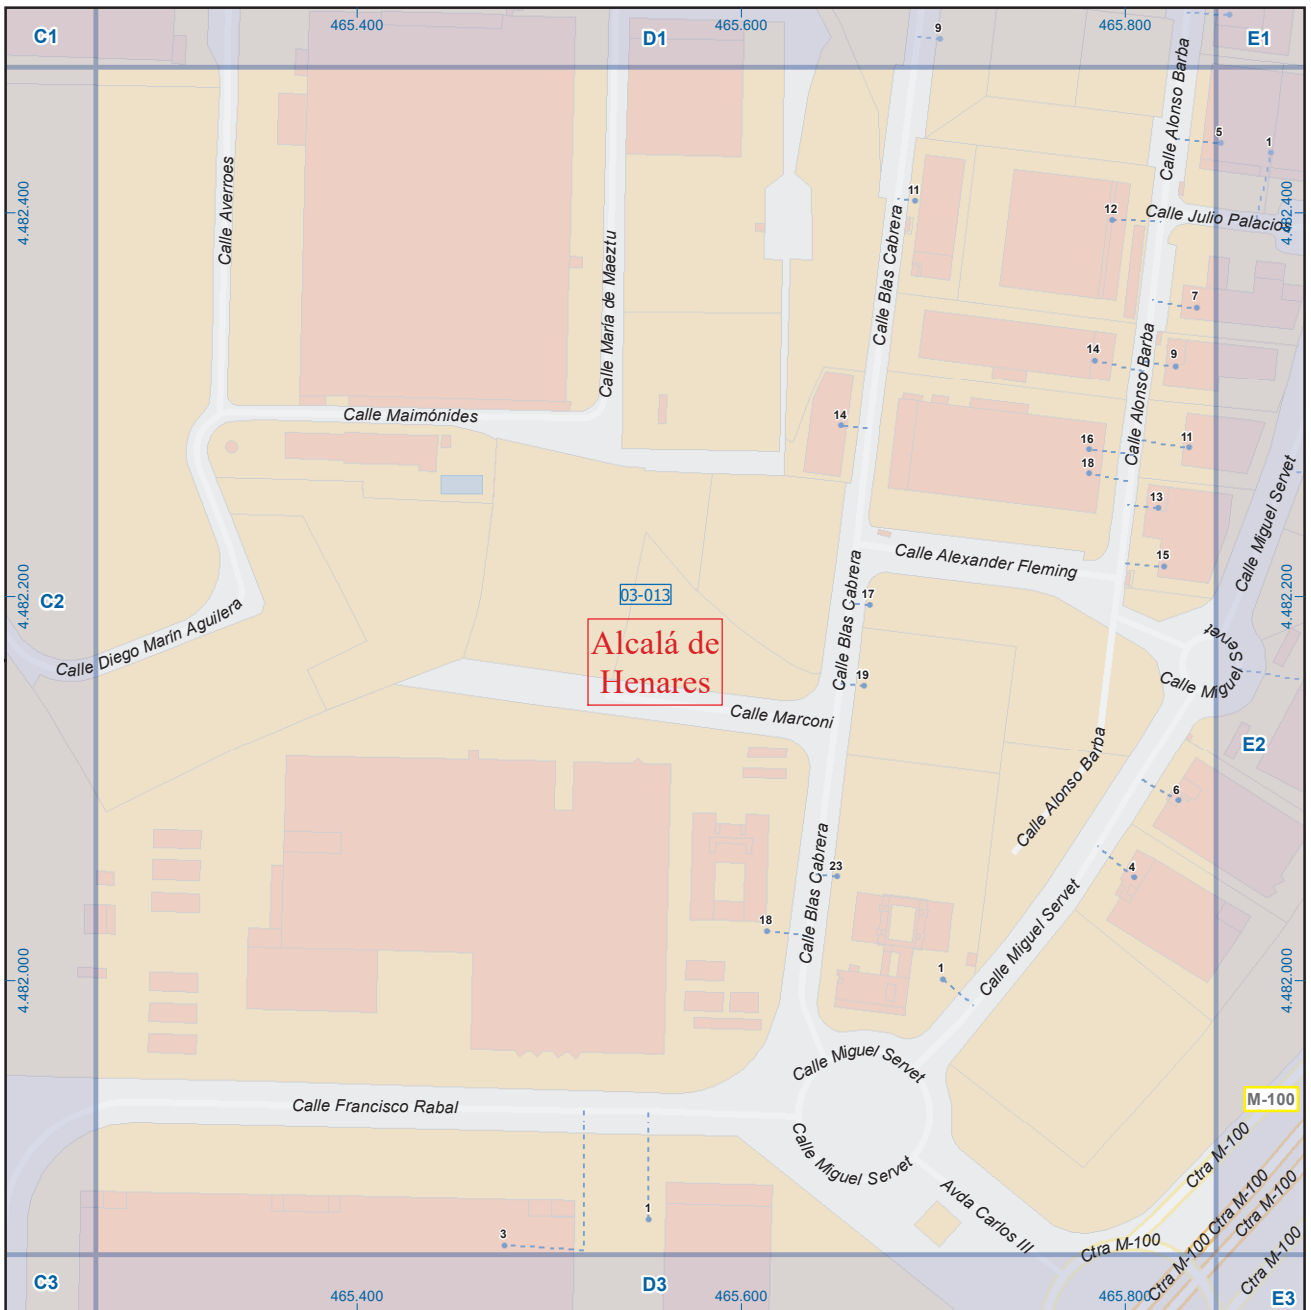 465.400
465.600
465.800
C1
D1
E1
9
5
1
Calle Alonso Barba
Calle Averroes
4.482.400
4.482.400
11
12
Calle Julio Palacios
Calle María de Maeztu
Calle Blas Cabrera
7
14
9
Calle Alonso Barba
Calle Maimónides
14
16
11
18
13
Calle Miguel Servet
Calle Alexander Fleming
15
C2
4.482.200
4.482.200
03-013
17
Calle Blas Cabrera
Calle Diego Marín Aguilera
Alcalá de
Henares
19
Calle Miguel Servet
Calle Marconi
E2
Calle Alonso Barba
6
Calle Blas Cabrera
23
4
18
Calle Miguel Servet
1
4.482.000
4.482.000
Calle Miguel Servet
Calle Francisco Rabal
M-100
Calle Miguel Servet
Ctra M-100
Avda Carlos III
Ctra M-100
Ctra M-100
Ctra M-100
Ctra M-100
Ctra M-100
1
3
C3
D3
E3
465.400
465.600
465.800